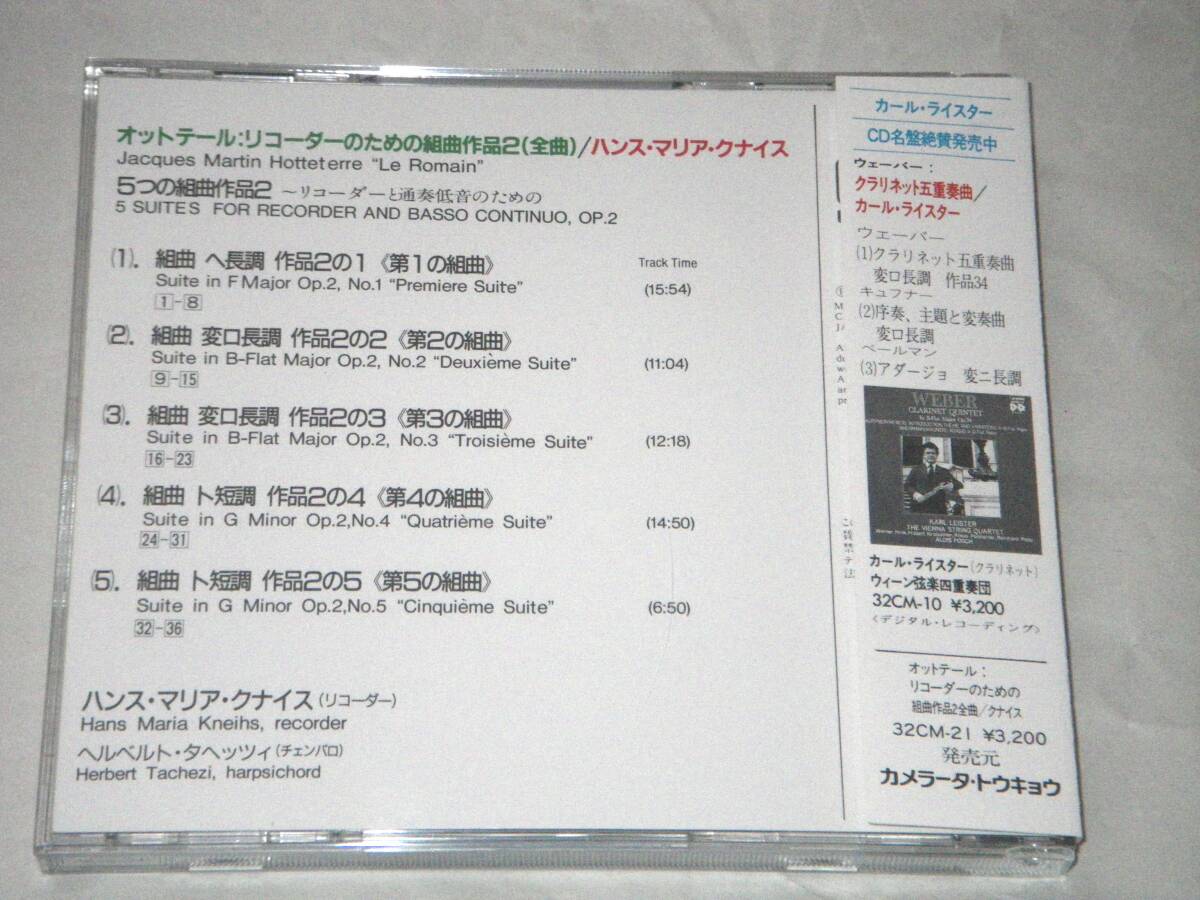 オットテール:リコーダーのための組曲作品2(全曲)/ハンス・マリア・クナイス
Jacques Martin Hotteterre “Le Romain”
5つの組曲作品2 〜リコーダーと通奏低音のための
5 SUITES FOR RECORDER AND BASSO CONTINUO, OP.2
Track Time
(1). 組曲 ヘ長調 作品2の1《第1の組曲》
Suite in F Major Op.2, No.1 “Premiere Suite” (15:54)
1-8
(2). 組曲 変ロ長調 作品2の2《第2の組曲》
Suite in B-Flat Major Op.2, No.2 “Deuxième Suite” (11:04)
9-15
(3). 組曲 変ロ長調 作品2の3《第3の組曲》
Suite in B-Flat Major Op.2, No.3 “Troisième Suite” (12:18)
16-23
(4). 組曲 ト短調 作品2の4《第4の組曲》
Suite in G Minor Op.2,No.4 “Quatrième Suite” (14:50)
24-31
(5). 組曲 ト短調 作品2の5《第5の組曲》
Suite in G Minor Op.2,No.5 “Cinquième Suite” (6:50)
32-36
ハンス・マリア・クナイス(リコーダー)
Hans Maria Kneihs, recorder
ヘルベルト・タヘッツィ(チェンバロ)
Herbert Tachezi, harpsichord
カール・ライスター
CD名盤絶賛発売中
ウェーバー:
クラリネット五重奏曲/
カール・ライスター
ウェーバー
(1)クラリネット五重奏曲
変ロ長調 作品34
キュフナー
(2)序奏、主題と変奏曲
変ロ長調
ベールマン
(3)アダージョ 変ニ長調
WEBER
CLARINET QUINTET
KARL LEISTER
THE VIENNA STRING QUARTET
ALOIS POSCH
カール・ライスター(クラリネット)
ウィーン弦楽四重奏団
32CM-10 ¥3,200
〈デジタル・レコーディング〉
オットテール:
リコーダーのための
組曲作品2全曲/クナイス
32CM-21 ¥3,200
発売元
カメラータ・トウキョウ